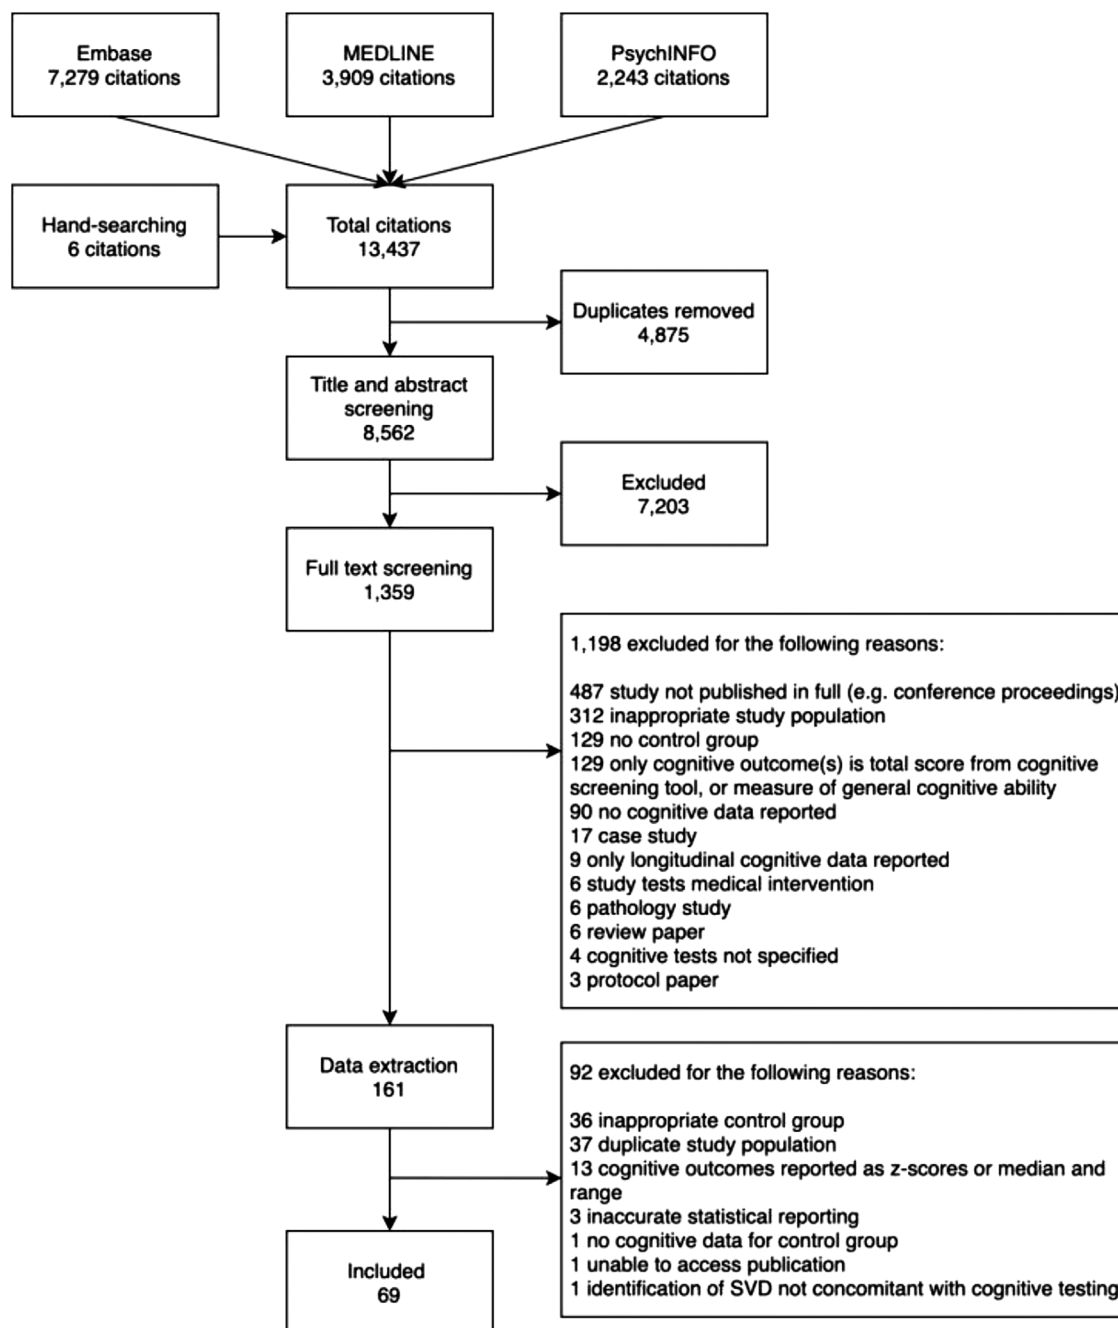 Embase
7,279 citations
MEDLINE
3,909 citations
PsychINFO
2,243 citations
Hand-searching
6 citations
Total citations
13,437
Duplicates removed
4,875
Title and abstract
screening
8,562
Excluded
7,203
Full text screening
1,359
1,198 excluded for the following reasons:
487 study not published in full (e.g. conference proceedings)
312 inappropriate study population
129 no control group
129 only cognitive outcome(s) is total score from cognitive
screening tool, or measure of general cognitive ability
90 no cognitive data reported
17 case study
9 only longitudinal cognitive data reported
6 study tests medical intervention
6 pathology study
6 review paper
4 cognitive tests not specified
3 protocol paper
Data extraction
161
92 excluded for the following reasons:
36 inappropriate control group
37 duplicate study population
13 cognitive outcomes reported as z-scores or median and
range
3 inaccurate statistical reporting
1 no cognitive data for control group
1 unable to access publication
1 identification of SVD not concomitant with cognitive testing
Included
69